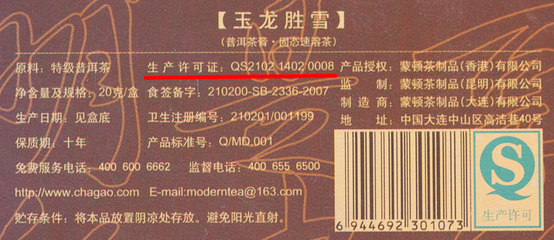 【玉龙胜雪】
(普洱茶膏·固态速溶茶)
原料：特级普洱茶 生产许可证：QS2102 1402 0008 产品授权：蒙顿茶制品(香港)有限公司
净含量及规格：20克/盒 食签备字：210200-SB-2336-2007 监 制：蒙顿茶制品(昆明)有限公司
生产日期：见盒底 卫生注册编号：210201/001199 制 造 商：蒙顿茶制品(大连)有限公司
保质期：十年 产品标准号：Q/MD.001 地 址：中国大连中山区高洁巷40号
免费服务电话：400 600 6662 监督电话：400 655 6500
http://www.chagao.com E-mail:moderntea@163.com
贮存条件：将本品放置阴凉处存放。避免阳光直射。
6 944692 301073
QS
生产许可